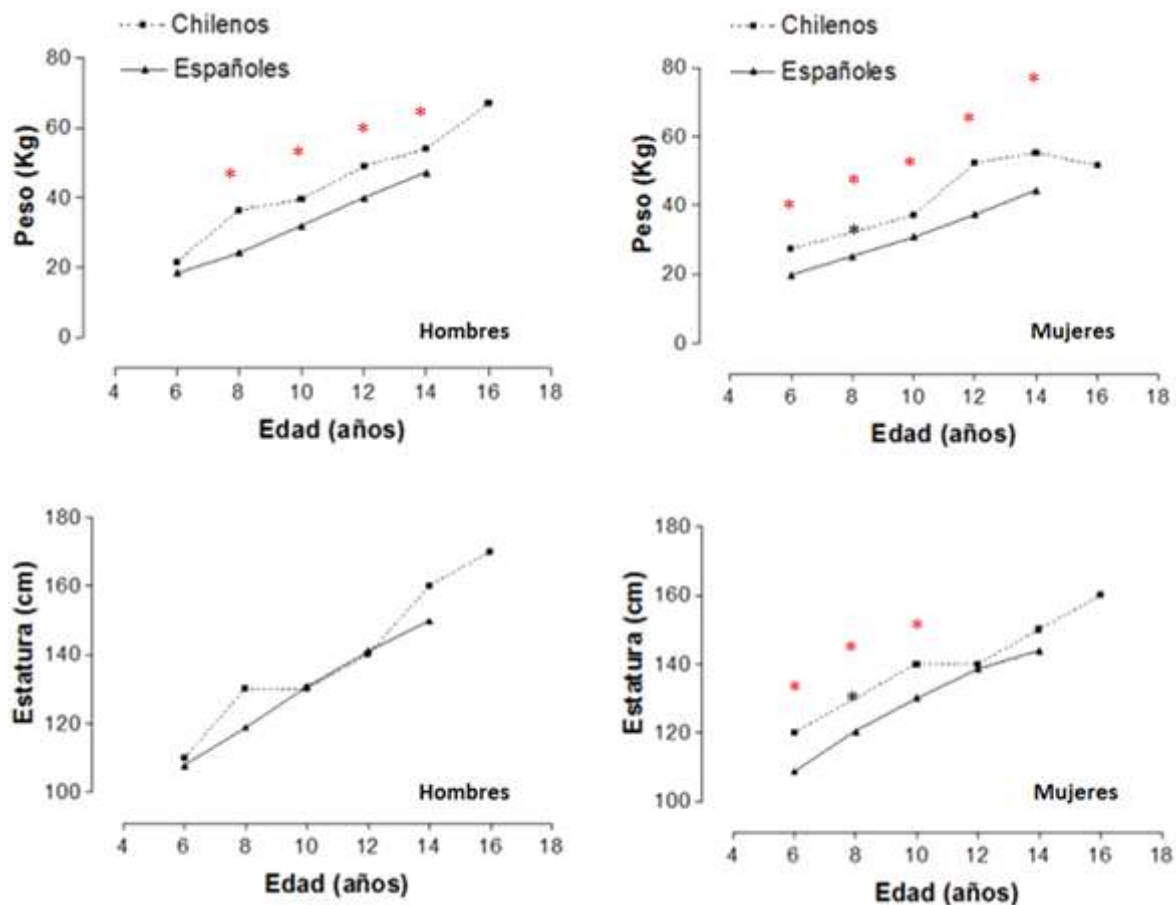 Chilenos
Españoles
80
60
40
20
0
Peso (Kg)
* * * *
Hombres
4 6 8 10 12 14 16 18
Edad (años)
Chilenos
Españoles
80
60
40
20
0
Peso (Kg)
* * * * *
*
Mujeres
4 6 8 10 12 14 16 18
Edad (años)
180
160
140
120
100
Estatura (cm)
Hombres
4 6 8 10 12 14 16 18
Edad (años)
180
160
140
120
100
Estatura (cm)
* * *
*
Mujeres
4 6 8 10 12 14 16 18
Edad (años)